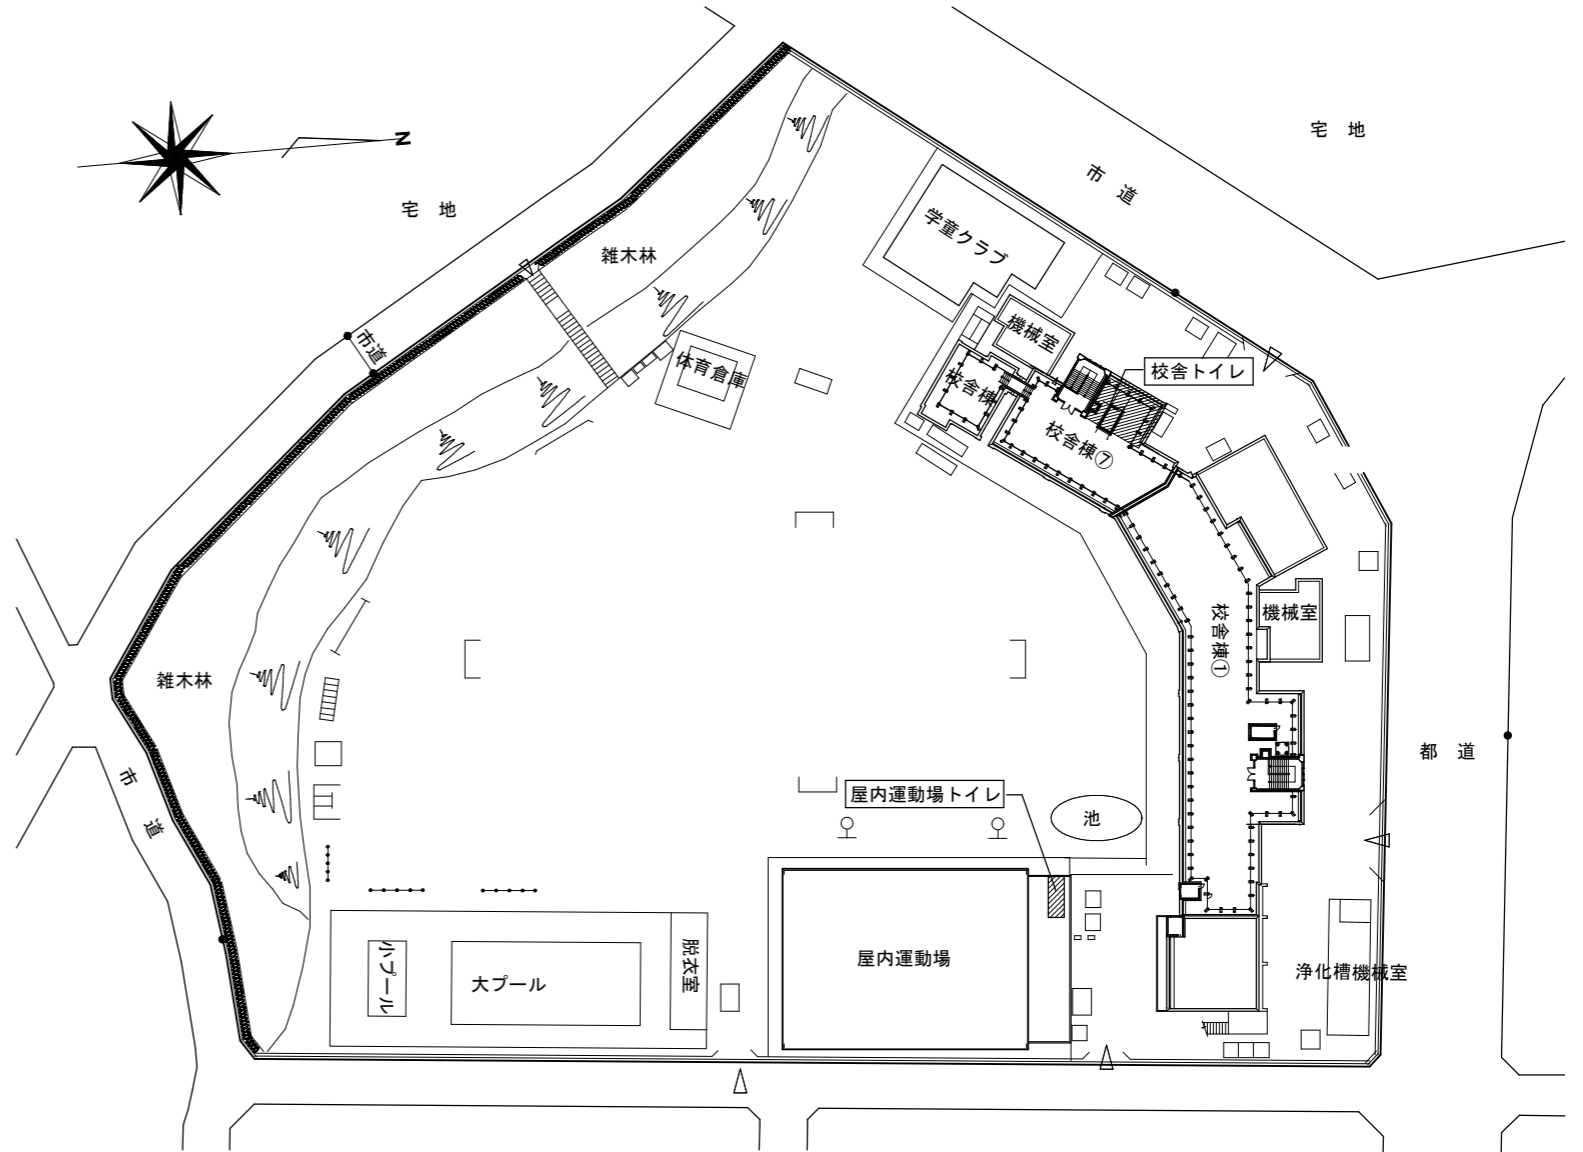 宅 地
N
市 道
宅 地
学童クラブ
雑木林
機械室
市道
体育倉庫
校舎トイレ
校舎棟
校舎棟⑦
機械室
校舎棟①
雑木林
都 道
市 道
屋内運動場トイレ
池
脱衣室
小プール
大プール
屋内運動場
浄化槽機械室